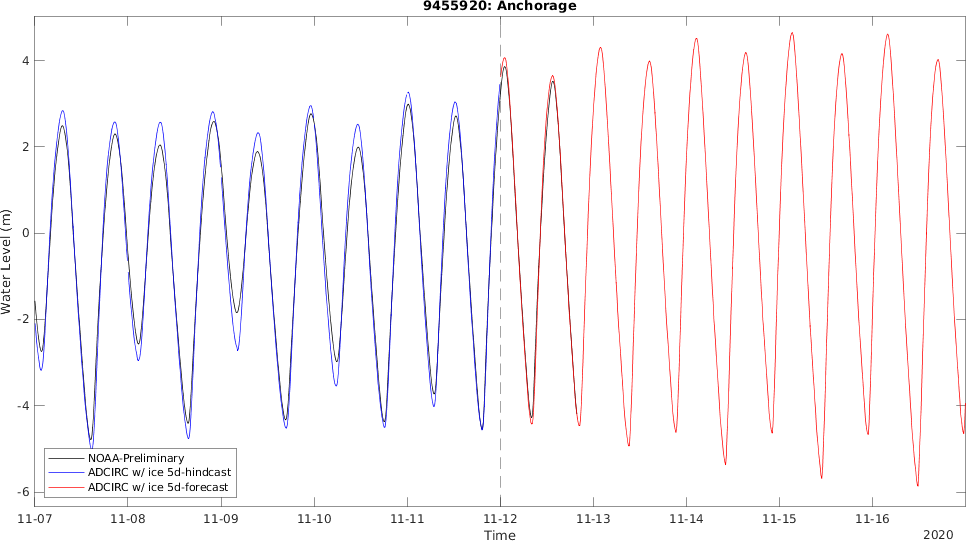 9455920: Anchorage
Water Level (m)
4
2
0
-2
-4
-6
NOAA-Preliminary
ADCIRC w/ ice 5d-hindcast
ADCIRC w/ ice 5d-forecast
11-07 11-08 11-09 11-10 11-11 11-12 11-13 11-14 11-15 11-16
Time
2020